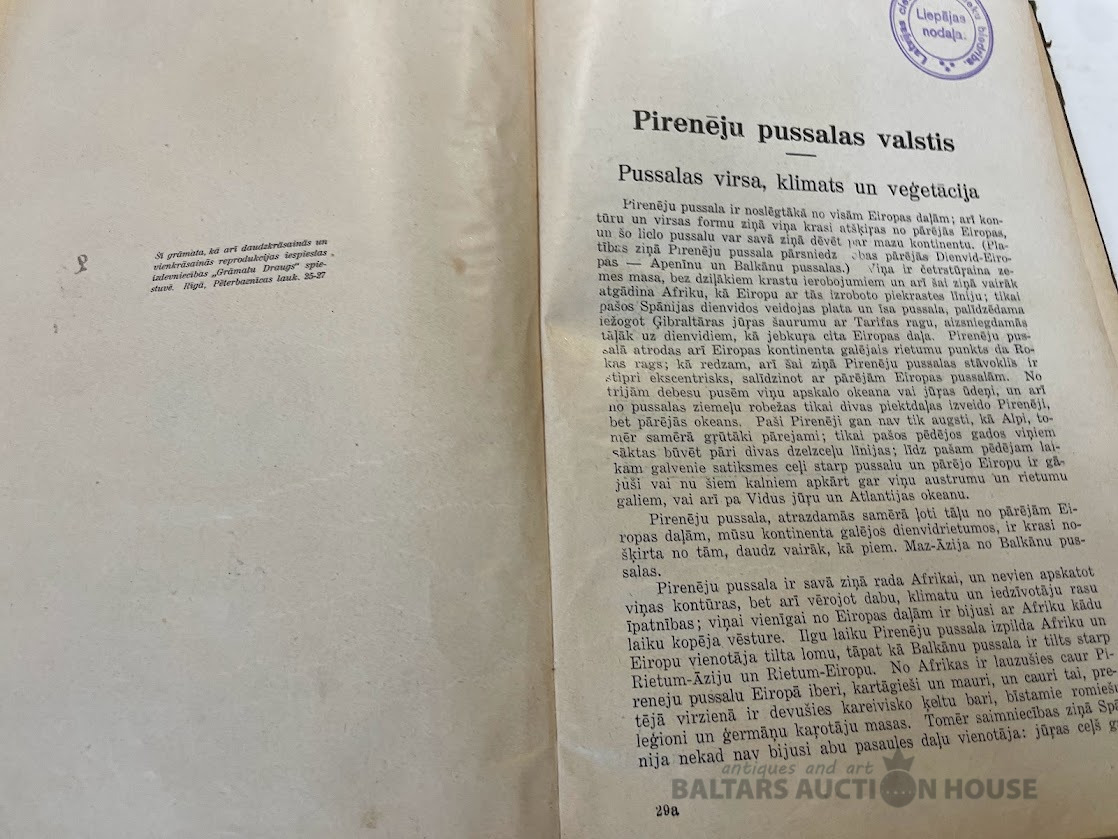 Šī grāmata, kā arī daudzkrāsainās un
vienkrāsainās reprodukcijas iespiestas
izdevniecības „Grāmatu Draugs" spie-
stuvē. Rīgā, Pēterbaznīcas lauk. 25-27
Latvijas
biedrība.
Liepājas
nodaļa.
Pirenēju pussalas valstis
Pussalas virsa, klimats un veģetācija
Pirenēju pussala ir noslēgtākā no visām Eiropas daļām; arī kon-
tūru un virsas formu ziņā viņa krasi atšķiras no pārējās Eiropas,
un šo lielo pussalu var savā ziņā dēvēt par mazu kontinentu. (Pla-
tības ziņā Pirenēju pussala pārsniedz abas pārējās Dienvid-Eiro-
pas — Apenīnu un Balkānu pussalas.) Viņa ir četrstūraina ze-
mes masa, bez dziļākiem krastu ierobojumiem un arī šai ziņā vairāk
atgādina Afriku, kā Eiropu ar tās izroboto piekrastes līniju; tikai
pašos Spānijas dienvidos veidojas plata un īsa pussala, palīdzēdama
iežogot Ģibraltāras jūras šaurumu ar Tarifas ragu, aizsniegdamās
tāļāk uz dienvidiem, kā jebkuŗa cita Eiropas daļa. Pirenēju pus-
salā atrodas arī Eiropas kontinenta galējais rietumu punkts da Ro-
kas rags; kā redzam, arī šai ziņā Pirenēju pussalas stāvoklis ir
stipri ekscentrisks, salīdzinot ar pārējām Eiropas pussalām. No
trijām debesu pusēm viņu apskalo okeana vai jūras ūdeņi, un arī
no pussalas ziemeļu robežas tikai divas piektdaļas izveido Pirenēji,
bet pārējās okeans. Paši Pirenēji gan nav tik augsti, kā Alpi, to-
mēr samērā grūtāki pārejami; tikai pašos pēdējos gados viņiem
sāktas būvēt pāri divas dzelzceļu līnijas; līdz pašam pēdējam lai-
kam galvenie satiksmes ceļi starp pussalu un pārējo Eiropu ir gā-
juši vai nu šiem kalniem apkārt gar viņu austrumu un rietumu
galiem, vai arī pa Vidus jūŗu un Atlantijas okeanu.
Pirenēju pussala, atrazdamās samērā ļoti tāļu no pārējām Ei-
ropas daļām, mūsu kontinenta galējos dienvidrietumos, ir krasi no-
šķirta no tām, daudz vairāk, kā piem. Maz-Āzija no Balkānu pus-
salas.
Pirenēju pussala ir savā ziņā rada Afrikai, un nevien apskatot
viņas kontūras, bet arī vērojot dabu, klimatu un iedzīvotāju rasu
īpatnības; viņai vienīgai no Eiropas daļām ir bijusi ar Afriku kādu
laiku kopēja vēsture. Ilgu laiku Pirenēju pussala izpilda Afriku un
Eiropu vienotāja tilta lomu, tāpat kā Balkānu pussala ir tilts starp
Rietum-Āziju un Rietum-Eiropu. No Afrikas ir lauzušies caur Pi-
reneju pussalu Eiropā iberi, kartāgieši un mauri, un cauri tai, pre-
tējā virzienā ir devušies kareivisko ķeltu bari, bīstamie romiešu
leģioni un ģermāņu kaŗotāju masas. Tomēr saimniecības ziņā Spā
nija nekad nav bijusi abu pasaules daļu vienotāja: jūras ceļš
29a
antiques and art
BALTARS AUCTION HOUSE